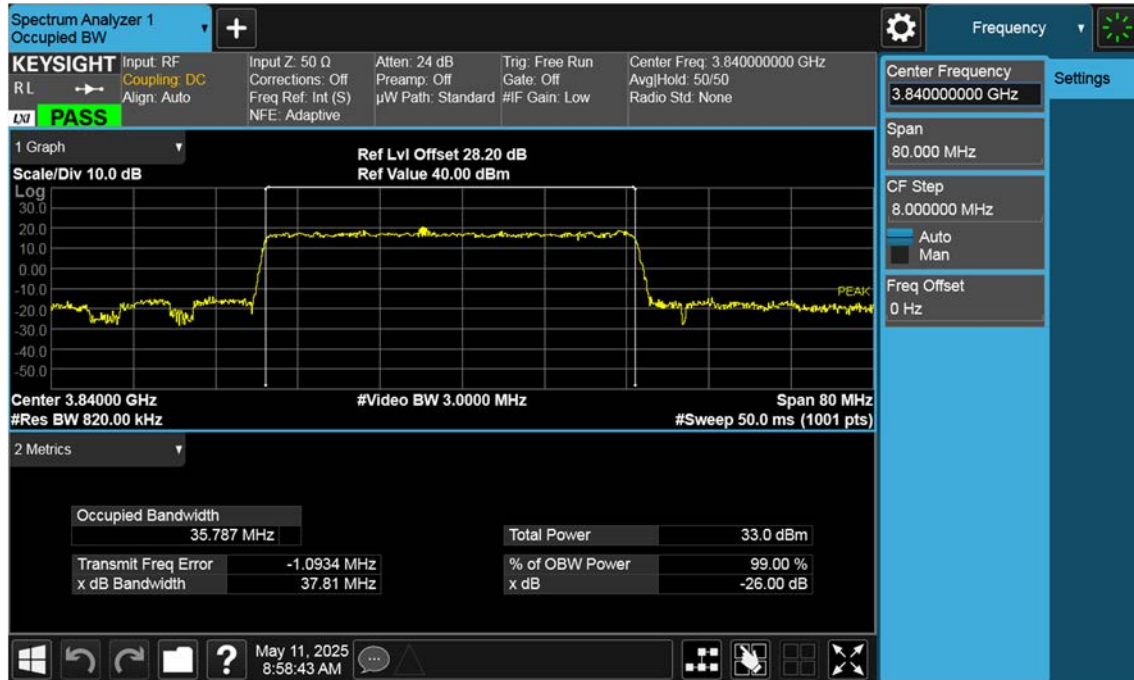 Spectrum Analyzer 1
Occupied BW
+
Frequency
KEYSIGHT
RL
LXI PASS
Input: RF
Coupling: DC
Align: Auto
Input Z: 50 Ω
Corrections: Off
Freq Ref: Int (S)
NFE: Adaptive
Atten: 24 dB
Preamp: Off
µW Path: Standard
Trig: Free Run
Gate: Off
#IF Gain: Low
Center Freq: 3.840000000 GHz
Avg|Hold: 50/50
Radio Std: None
Center Frequency
3.840000000 GHz
Settings
Span
80.000 MHz
CF Step
8.000000 MHz
Auto
Man
Freq Offset
0 Hz
1 Graph
Scale/Div 10.0 dB
Ref Lvl Offset 28.20 dB
Ref Value 40.00 dBm
Log
30.0
20.0
10.0
0.00
-10.0
-20.0
-30.0
-40.0
-50.0
PEAK
Center 3.84000 GHz
#Video BW 3.0000 MHz
Span 80 MHz
#Res BW 820.00 kHz
#Sweep 50.0 ms (1001 pts)
2 Metrics
Occupied Bandwidth
35.787 MHz
Total Power 33.0 dBm
Transmit Freq Error -1.0934 MHz
% of OBW Power 99.00 %
x dB Bandwidth 37.81 MHz
x dB -26.00 dB
?
May 11, 2025
8:58:43 AM